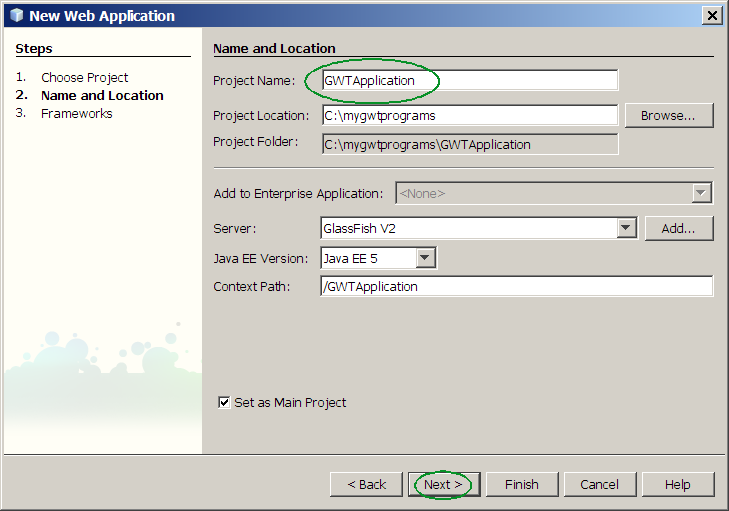 New Web Application
Steps
1. Choose Project
2. Name and Location
3. Frameworks
Name and Location
Project Name: GWTApplication
Project Location: C:\mygwtprograms Browse...
Project Folder: C:\mygwtprograms\GWTApplication
Add to Enterprise Application: <None>
Server: GlassFish V2 Add...
Java EE Version: Java EE 5
Context Path: /GWTApplication
Set as Main Project
< Back Next > Finish Cancel Help